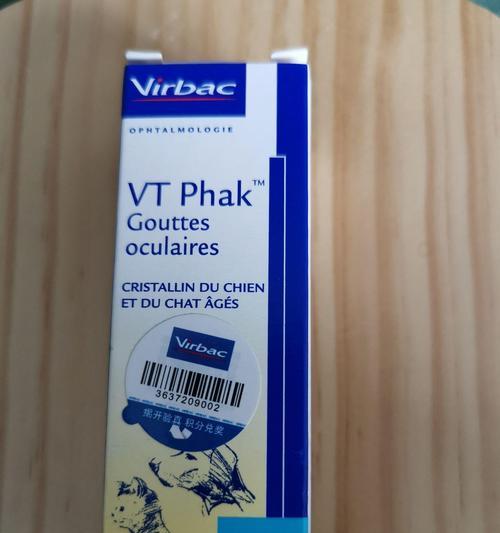 Virbac
OPHTALMOLOGIE
VT Phak™
Gouttes
oculaires
CRISTALLIN DU CHIEN
ET DU CHAT ÂGÉS
Virbac
3637209002
揭开验真 积分兑奖